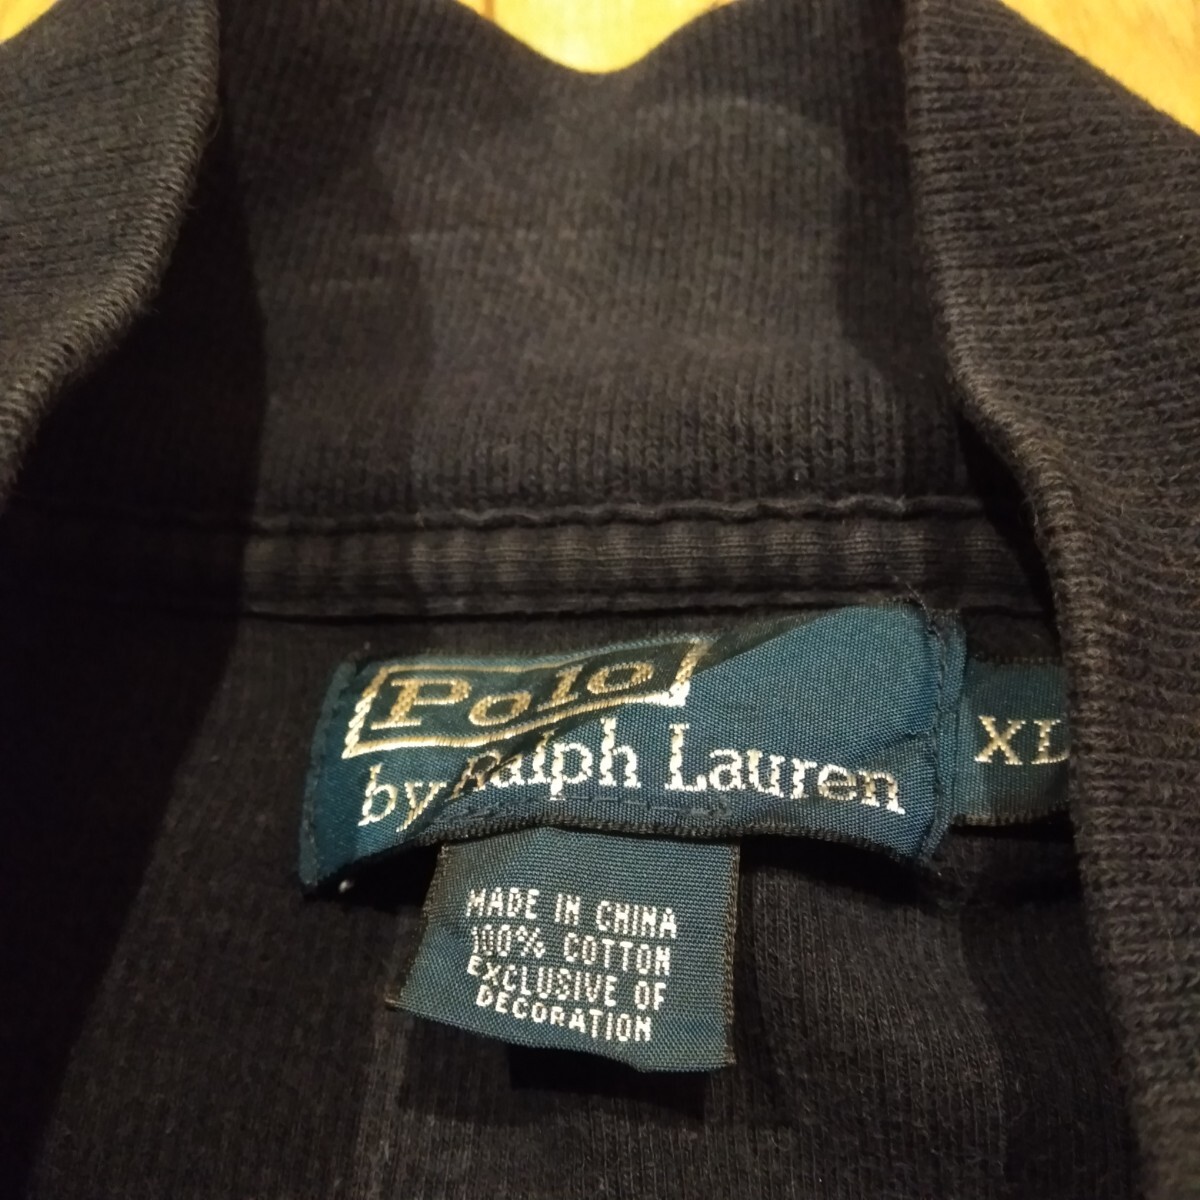 Polo
by Ralph Lauren
XL
MADE IN CHINA
100% COTTON
EXCLUSIVE OF
DECORATION